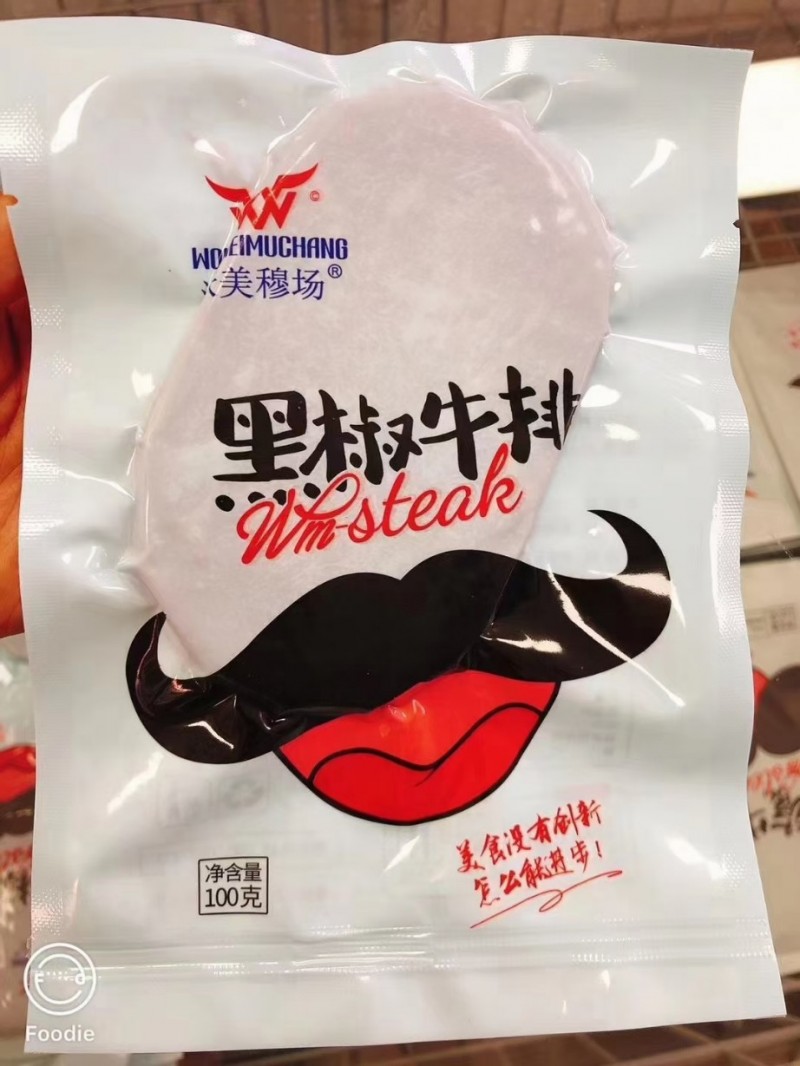 ©
美穆场®
黑椒牛排
Wm-steak
美食没有创新
怎么能进步!
净含量
100克
Foodie